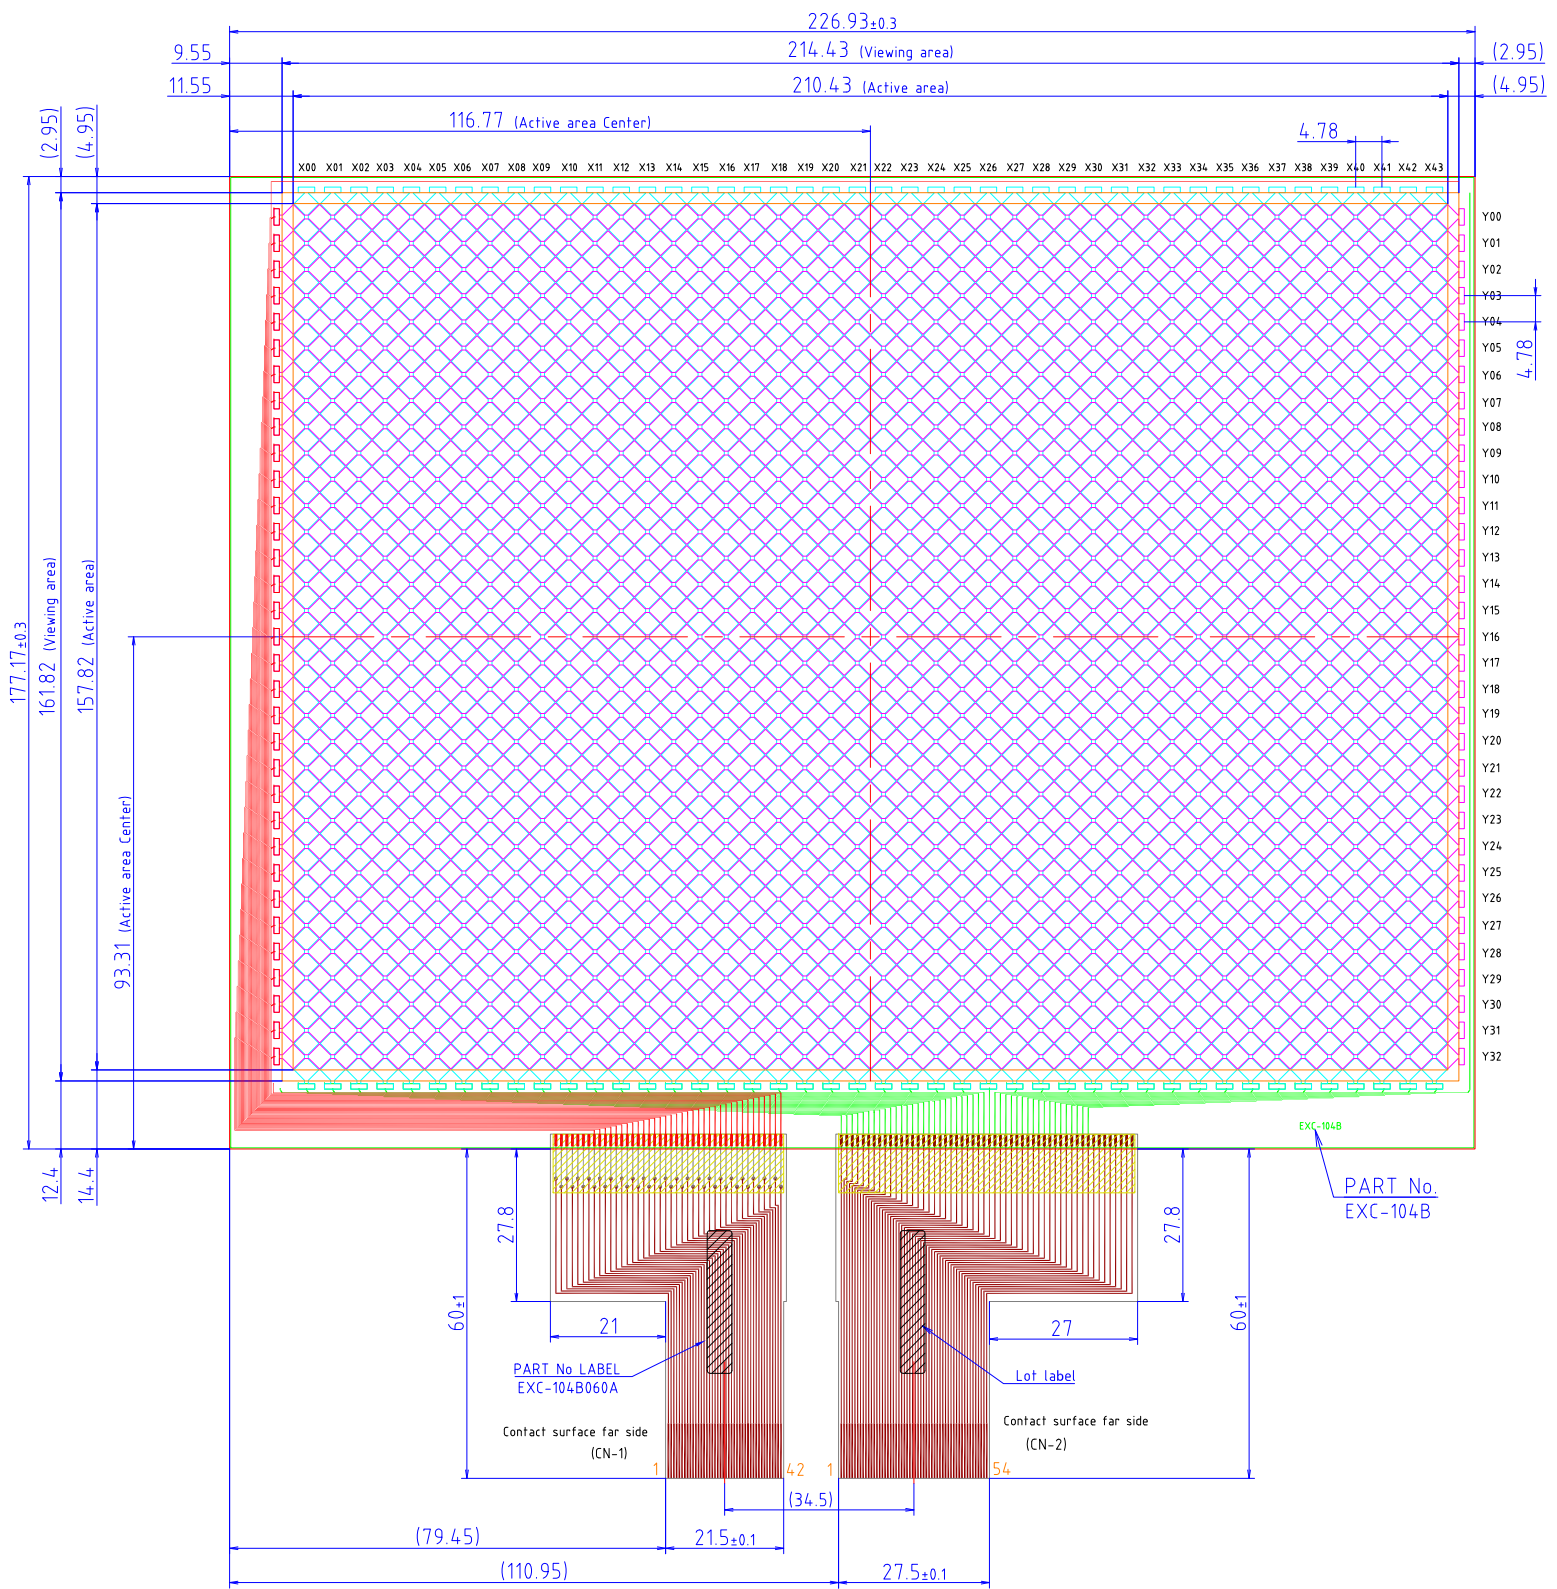 226.93±0.3
9.55
214.43 (Viewing area)
(2.95)
11.55
210.43 (Active area)
(4.95)
(2.95)
(4.95)
116.77 (Active area Center)
4.78
X00 X01 X02 X03 X04 X05 X06 X07 X08 X09 X10 X11 X12 X13 X14 X15 X16 X17 X18 X19 X20 X21 X22 X23 X24 X25 X26 X27 X28 X29 X30 X31 X32 X33 X34 X35 X36 X37 X38 X39 X40 X41 X42 X43
Y00
Y01
Y02
Y03
Y04
Y05
4.78
Y06
Y07
Y08
Y09
Y10
Y11
Y12
Y13
Y14
Y15
Y16
Y17
Y18
Y19
Y20
Y21
Y22
Y23
Y24
Y25
Y26
Y27
Y28
Y29
Y30
Y31
Y32
177.17±0.3
161.82 (Viewing area)
157.82 (Active area)
93.31 (Active area Center)
12.4
14.4
EXC-104B
PART No.
EXC-104B
27.8
27.8
60±1
60±1
21
27
PART No LABEL
EXC-104B060A
Lot label
Contact surface far side
(CN-1)
Contact surface far side
(CN-2)
1
42
1
54
(34.5)
(79.45)
21.5±0.1
(110.95)
27.5±0.1